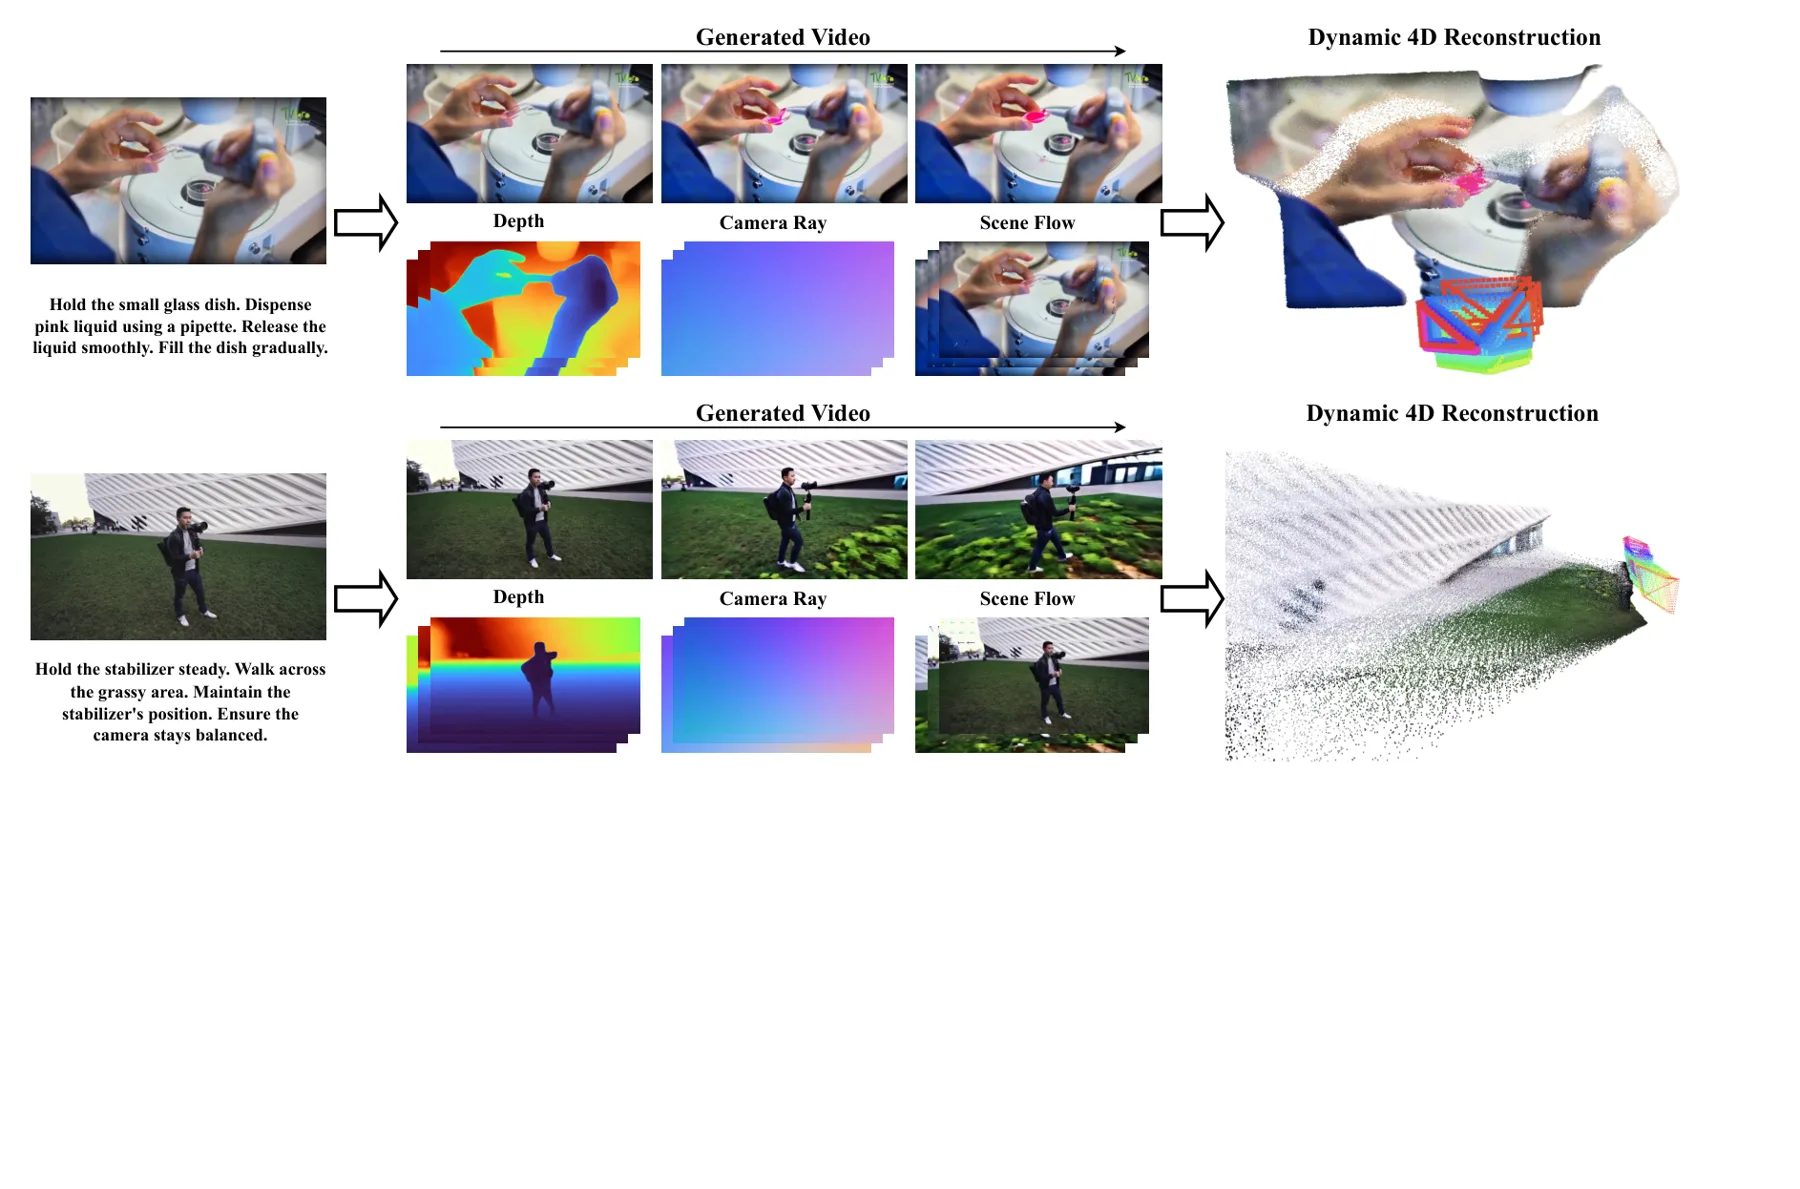 Generated Video
Dynamic 4D Reconstruction
Depth
Camera Ray
Scene Flow
Hold the small glass dish. Dispense
pink liquid using a pipette. Release the
liquid smoothly. Fill the dish gradually.
Generated Video
Dynamic 4D Reconstruction
Depth
Camera Ray
Scene Flow
Hold the stabilizer steady. Walk across
the grassy area. Maintain the
stabilizer's position. Ensure the
camera stays balanced.